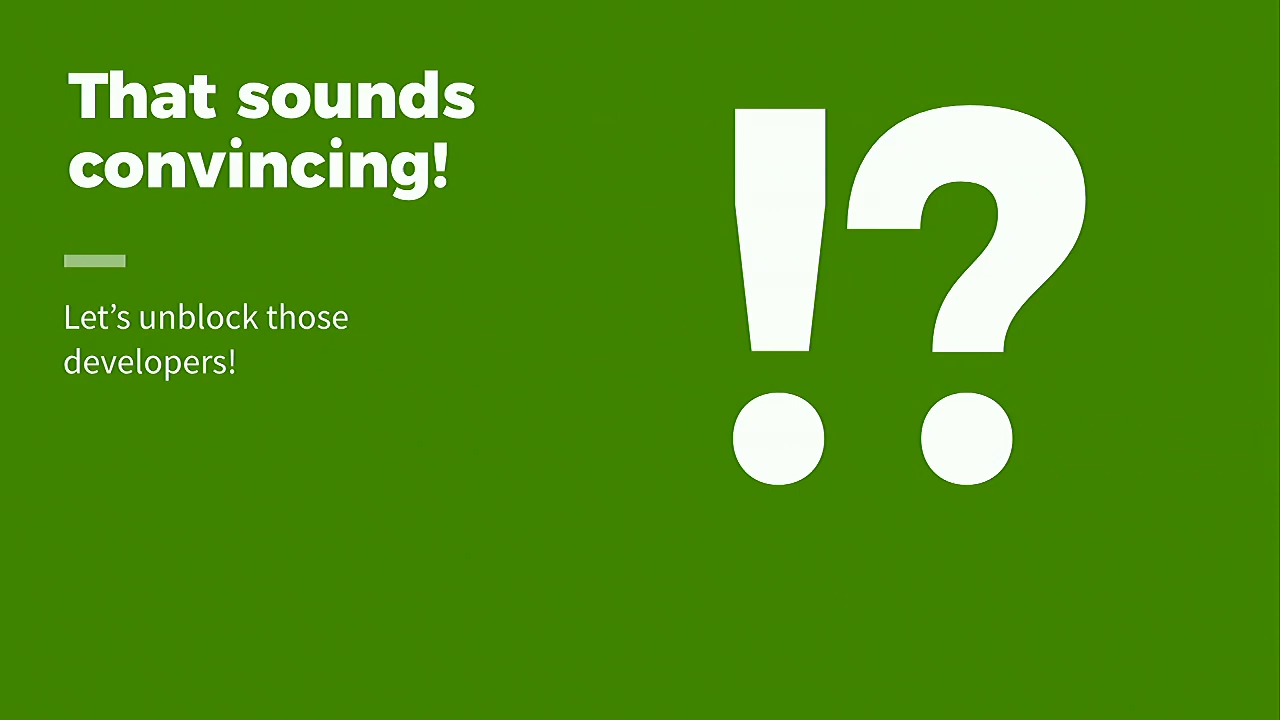 That sounds
convincing!
Let’s unblock those
developers!
!?